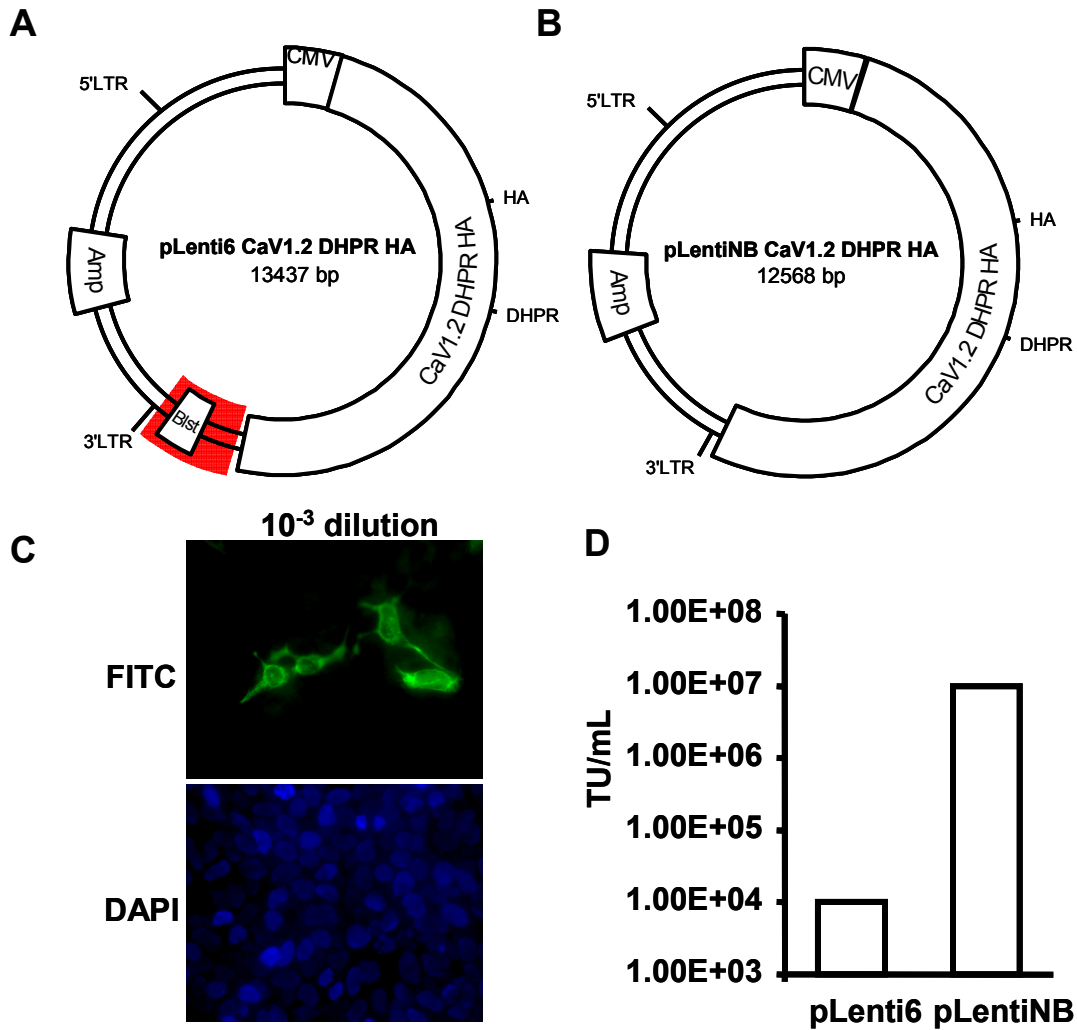 A
CMV
5'LTR
HA
pLenti6 CaV1.2 DHPR HA
13437 bp
Amp
DHPR
CaV1.2 DHPR HA
Blst
3'LTR
B
CMV
5'LTR
HA
pLentiNB CaV1.2 DHPR HA
12568 bp
Amp
DHPR
CaV1.2 DHPR HA
3'LTR
C
10-3 dilution
FITC
DAPI
D
1.00E+08
1.00E+07
1.00E+06
1.00E+05
1.00E+04
1.00E+03
TU/mL
pLenti6 pLentiNB